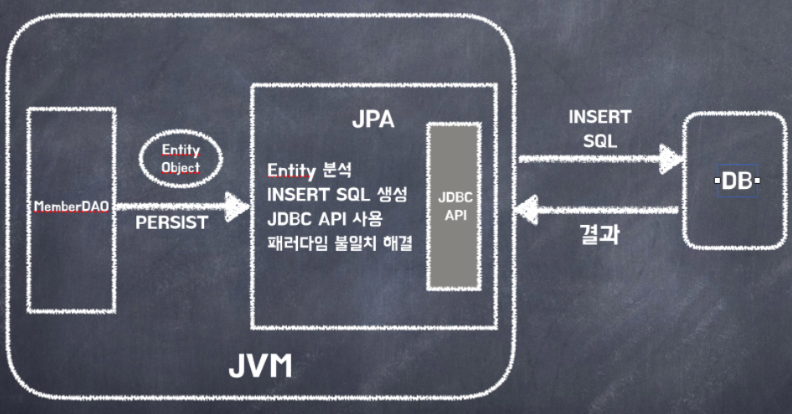 MemberDAO
Entity
Object
PERSIST
JPA
Entity 분석
INSERT SQL 생성
JDBC API 사용
패러다임 불일치 해결
JDBC
API
JVM
INSERT
SQL
결과
DB